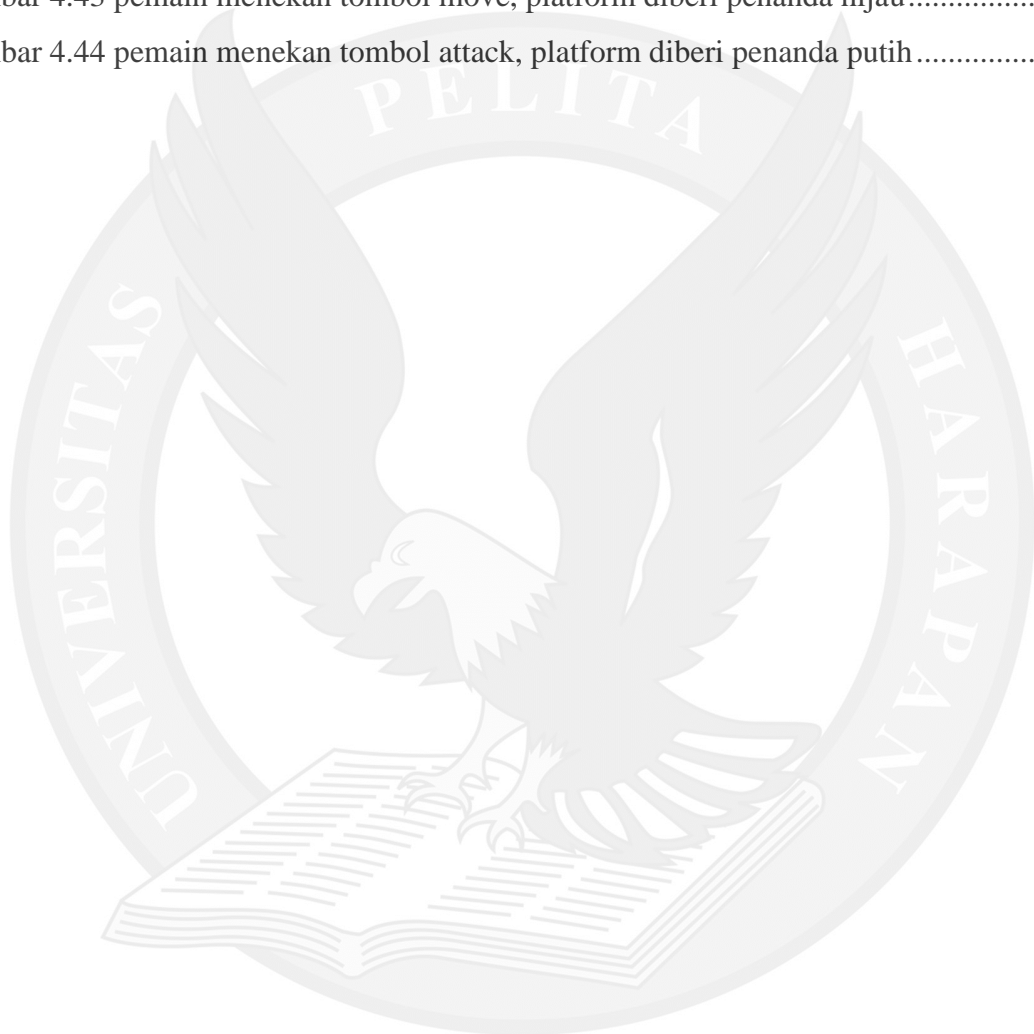 bar 4.43 pemain menekan tombol move, platform diberi penanda hijau...............
bar 4.44 pemain menekan tombol attack, platform diberi penanda putih...............
PELITA
UNIVERSITAS
HARAPAN